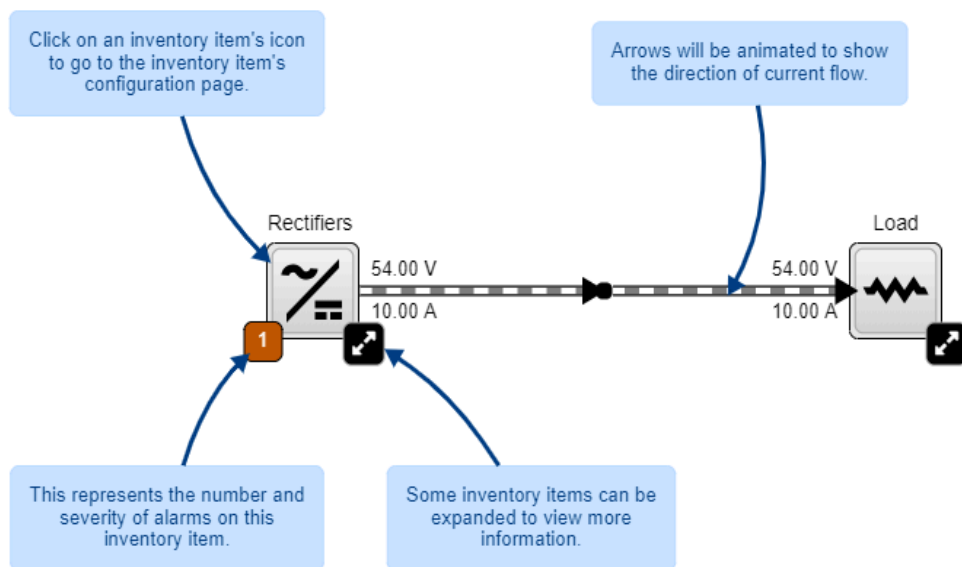 Click on an inventory item's icon
to go to the inventory item's
configuration page.
Arrows will be animated to show
the direction of current flow.
Rectifiers
Load
54.00 V
54.00 V
10.00 A
10.00 A
1
This represents the number and
severity of alarms on this
inventory item.
Some inventory items can be
expanded to view more
information.